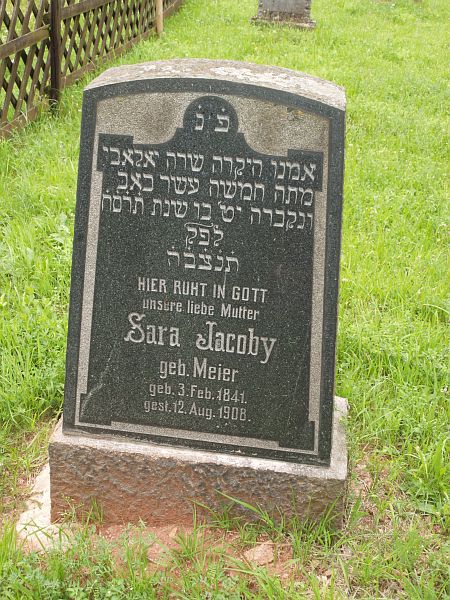 פ נ
אמנו היקרה שרה יאקאבי
מתה חמשה עשר באב
ונקברה יט בו שנת תרסח
לפק
תנצבה
HIER RUHT IN GOTT
unsere liebe Mutter
Sara Jacoby
geb. Meier
geb. 3. Feb. 1841.
gest. 12. Aug. 1908.